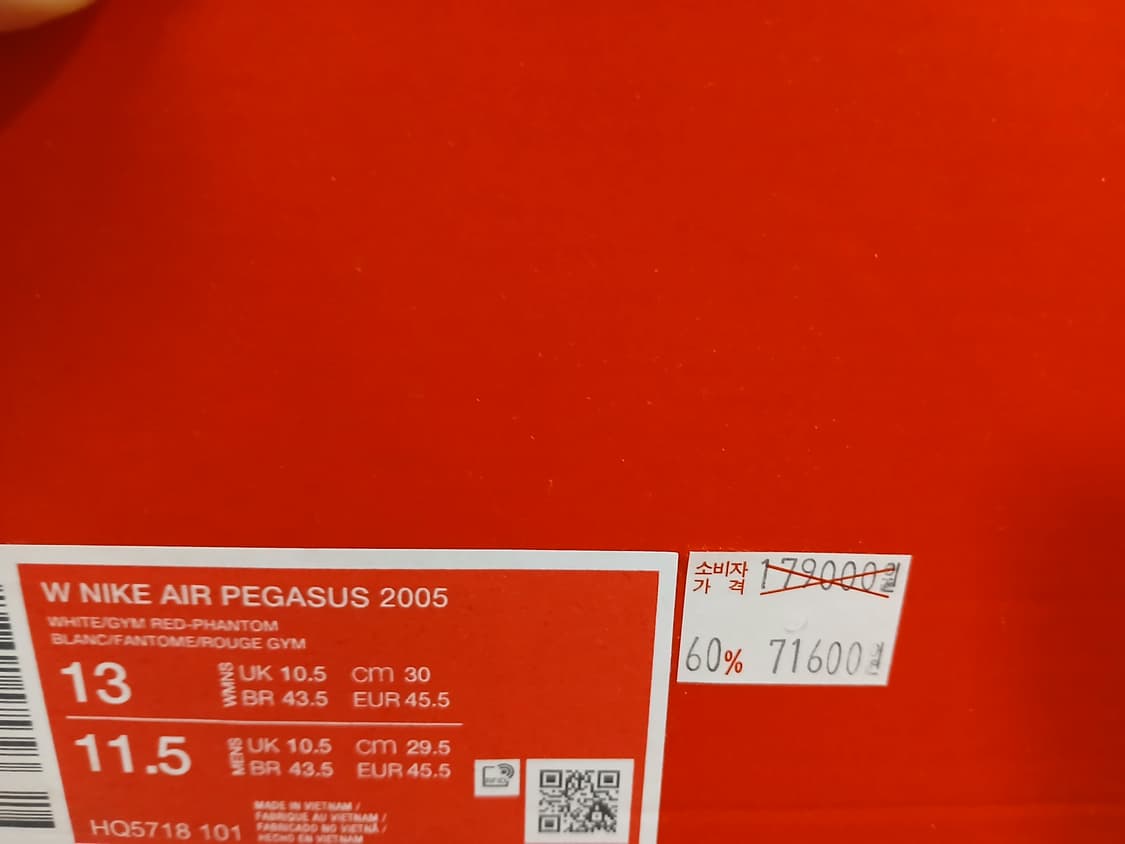 W NIKE AIR PEGASUS 2005
WHITE/GYM RED-PHANTOM
BLANC/FANTOME/ROUGE GYM
13 WMNS UK 10.5 cm 30
BR 43.5 EUR 45.5
11.5 MENS UK 10.5 cm 29.5
BR 43.5 EUR 45.5
HQ5718 101
MADE IN VIETNAM /
FABRIQUE AU VIETNAM /
FABRICADO NO VIETNÃ /
HECHO EN VIETNAM
RFID
소비자
가 격 179000원
60% 71600원